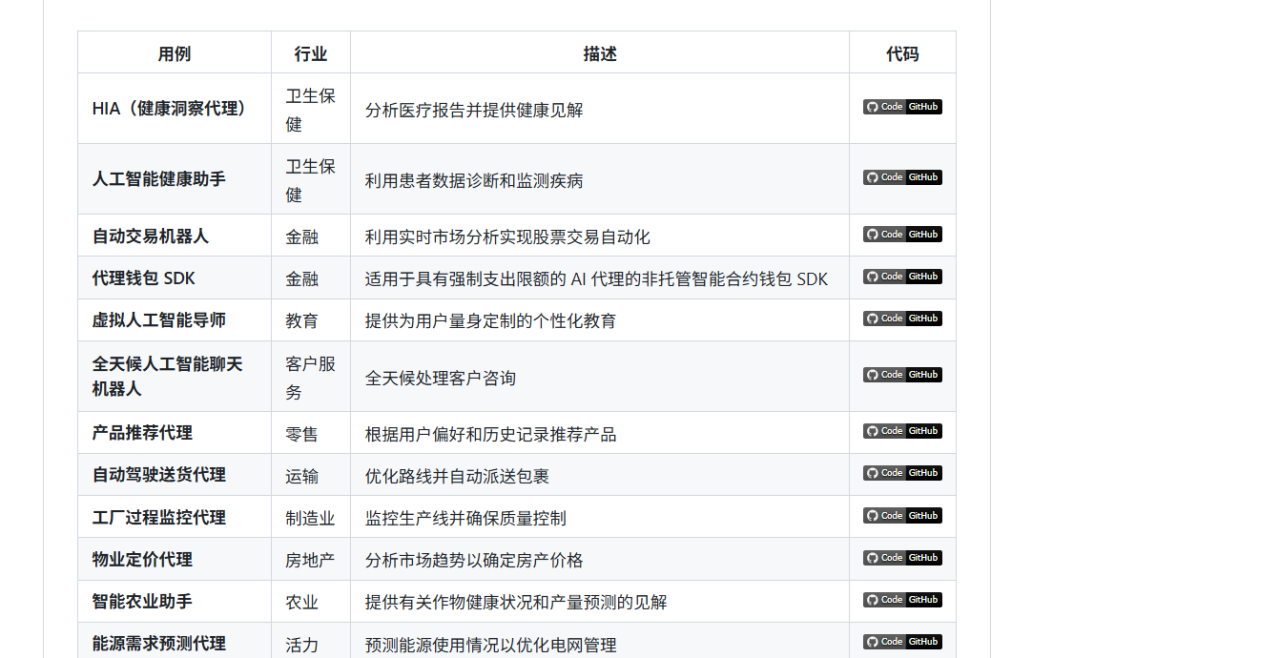 用例 行业 描述 代码
HIA（健康洞察代理） 卫生保健 分析医疗报告并提供健康见解 Code GitHub
人工智能健康助手 卫生保健 利用患者数据诊断和监测疾病 Code GitHub
自动交易机器人 金融 利用实时市场分析实现股票交易自动化 Code GitHub
代理钱包 SDK 金融 适用于具有强制支出限额的 AI 代理的非托管智能合约钱包 SDK Code GitHub
虚拟人工智能导师 教育 提供为用户量身定制的个性化教育 Code GitHub
全天候人工智能聊天机器人 客户服务 全天候处理客户咨询 Code GitHub
产品推荐代理 零售 根据用户偏好和历史记录推荐产品 Code GitHub
自动驾驶送货代理 运输 优化路线并自动派送包裹 Code GitHub
工厂过程监控代理 制造业 监控生产线并确保质量控制 Code GitHub
物业定价代理 房地产 分析市场趋势以确定房产价格 Code GitHub
智能农业助手 农业 提供有关作物健康状况和产量预测的见解 Code GitHub
能源需求预测代理 活力 预测能源使用情况以优化电网管理 Code GitHub